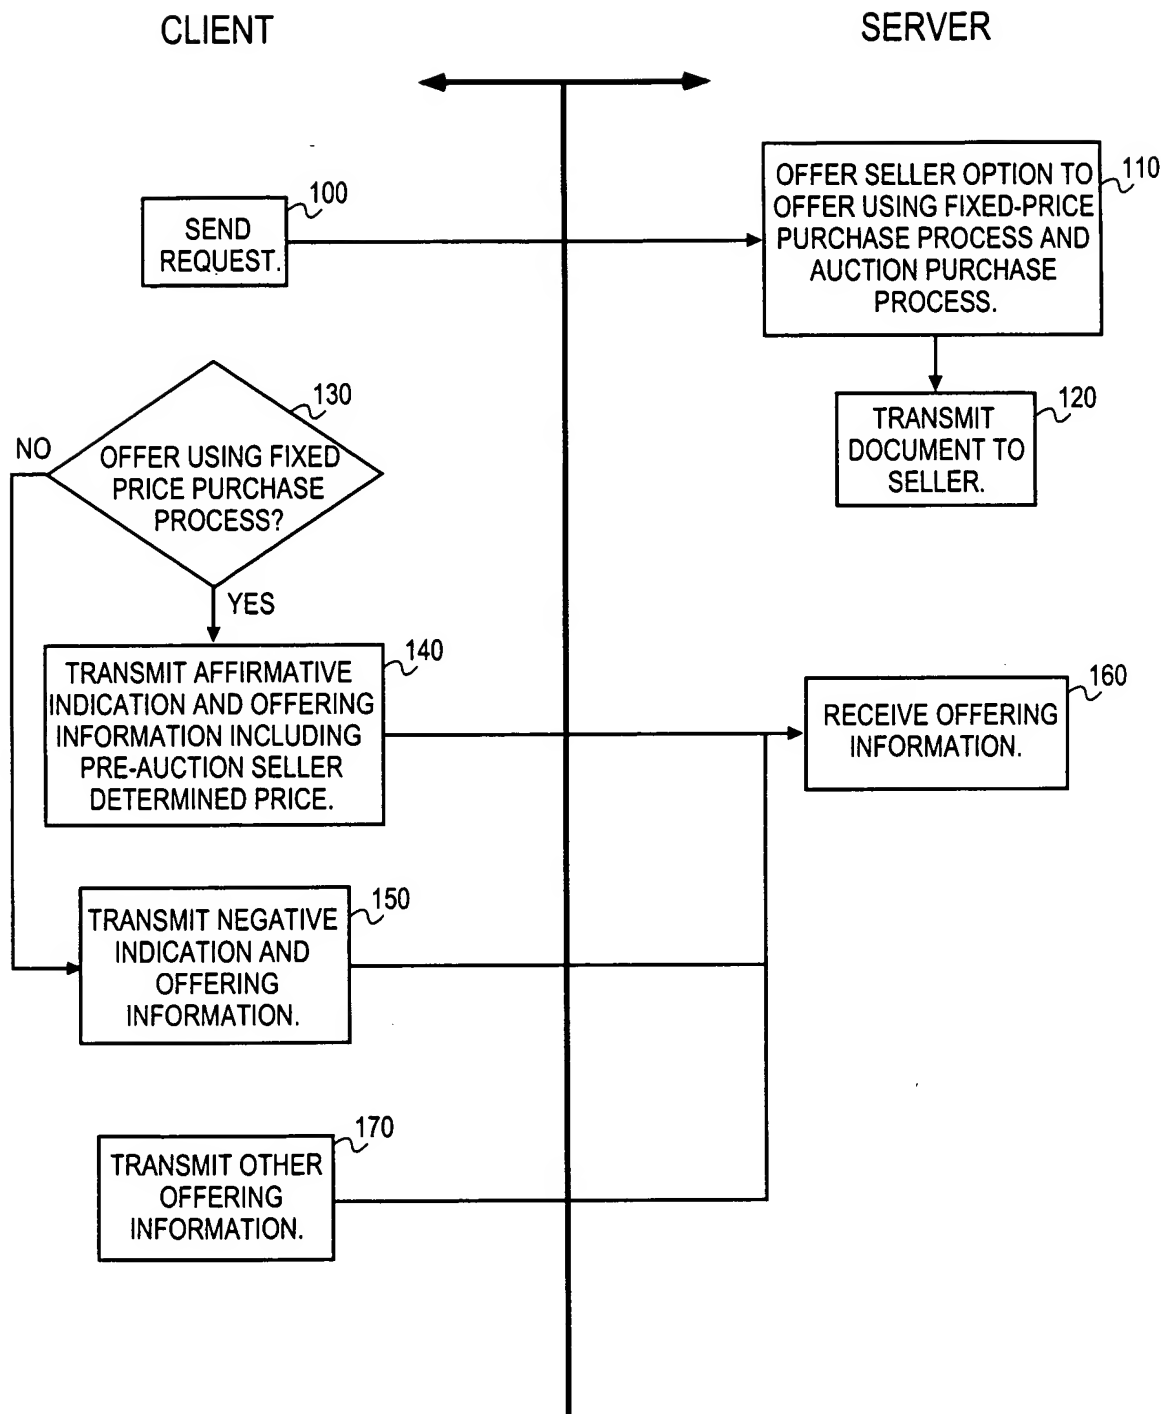 CLIENT
SERVER
100
SEND
REQUEST.
110
OFFER SELLER OPTION TO
OFFER USING FIXED-PRICE
PURCHASE PROCESS AND
AUCTION PURCHASE
PROCESS.
120
TRANSMIT
DOCUMENT TO
SELLER.
130
OFFER USING FIXED
PRICE PURCHASE
PROCESS?
NO
YES
140
TRANSMIT AFFIRMATIVE
INDICATION AND OFFERING
INFORMATION INCLUDING
PRE-AUCTION SELLER
DETERMINED PRICE.
160
RECEIVE OFFERING
INFORMATION.
150
TRANSMIT NEGATIVE
INDICATION AND
OFFERING
INFORMATION.
170
TRANSMIT OTHER
OFFERING
INFORMATION.